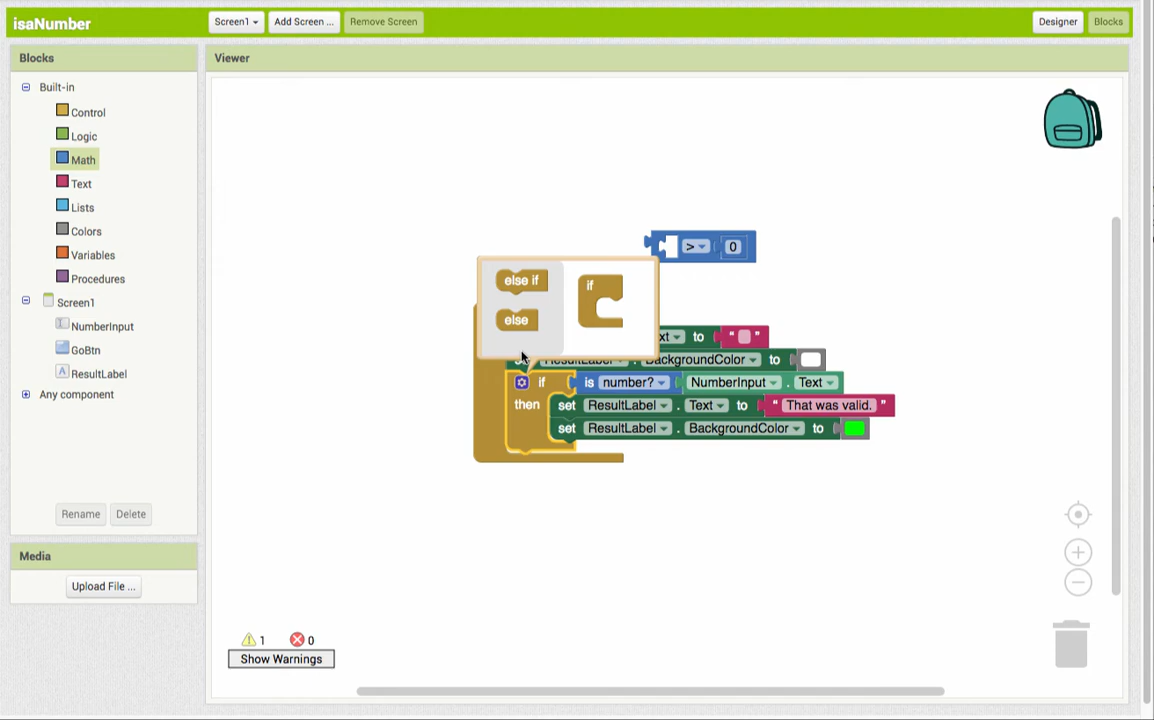 isaNumber
Screen1 Add Screen ... Remove Screen Designer Blocks
Blocks
Viewer
Built-in
Control
Logic
Math
Text
Lists
Colors
Variables
Procedures
Screen1
NumberInput
GoBtn
ResultLabel
Any component
Rename Delete
Media
Upload File ...
> 0
else if
else
if
xt to " "
BackgroundColor to
if is number? NumberInput . Text
then set ResultLabel . Text to " That was valid. "
set ResultLabel . BackgroundColor to
1 0
Show Warnings